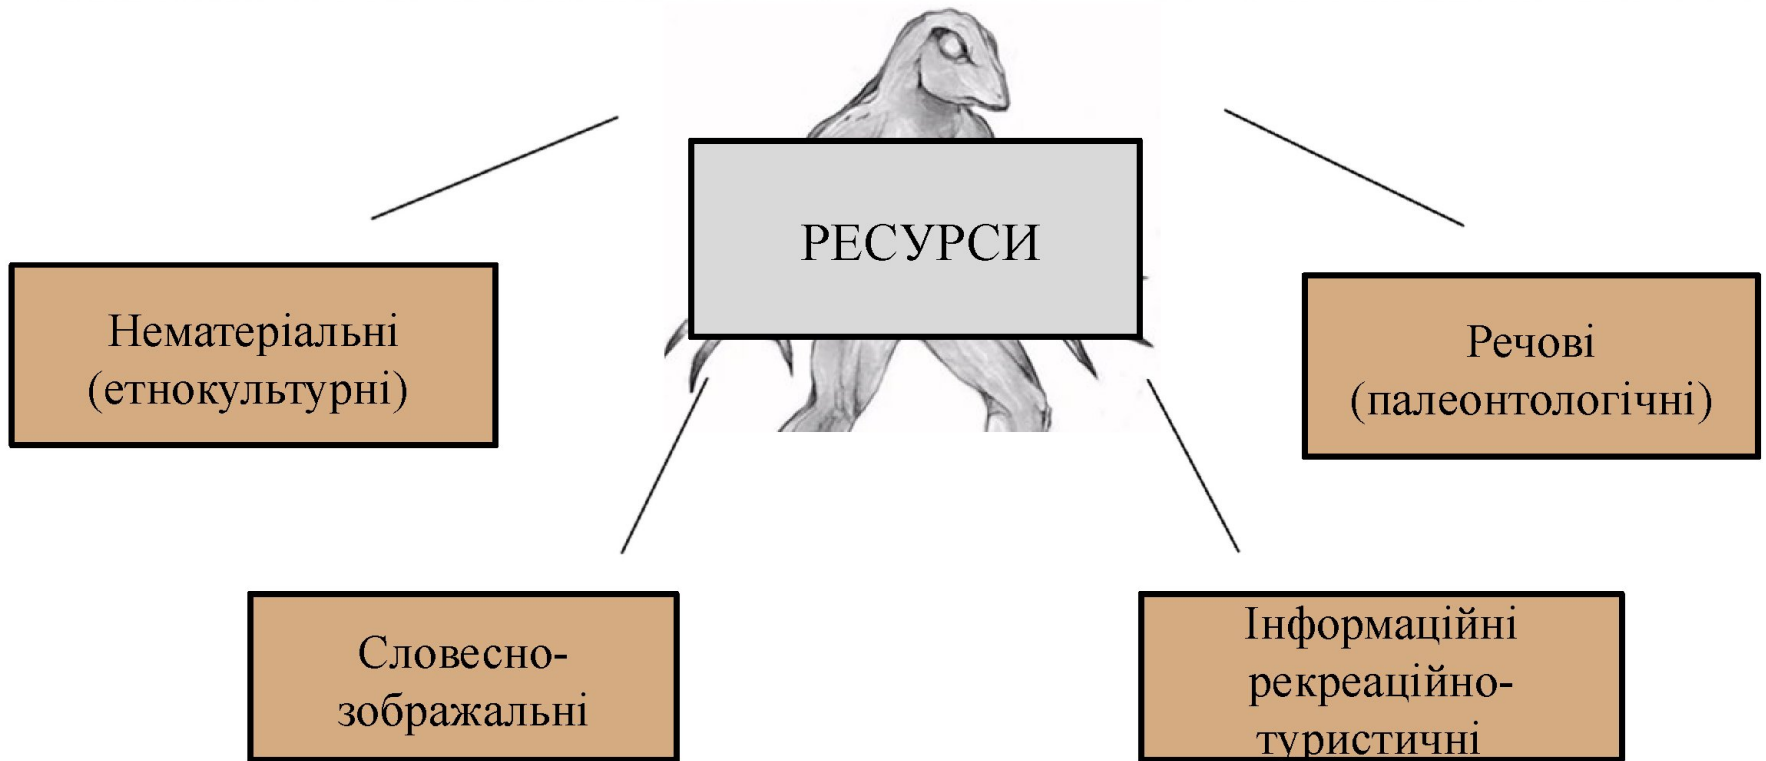 РЕСУРСИ
Нематеріальні
(етнокультурні)
Речові
(палеонтологічні)
Словесно-
зображальні
Інформаційні
рекреаційно-
туристичні